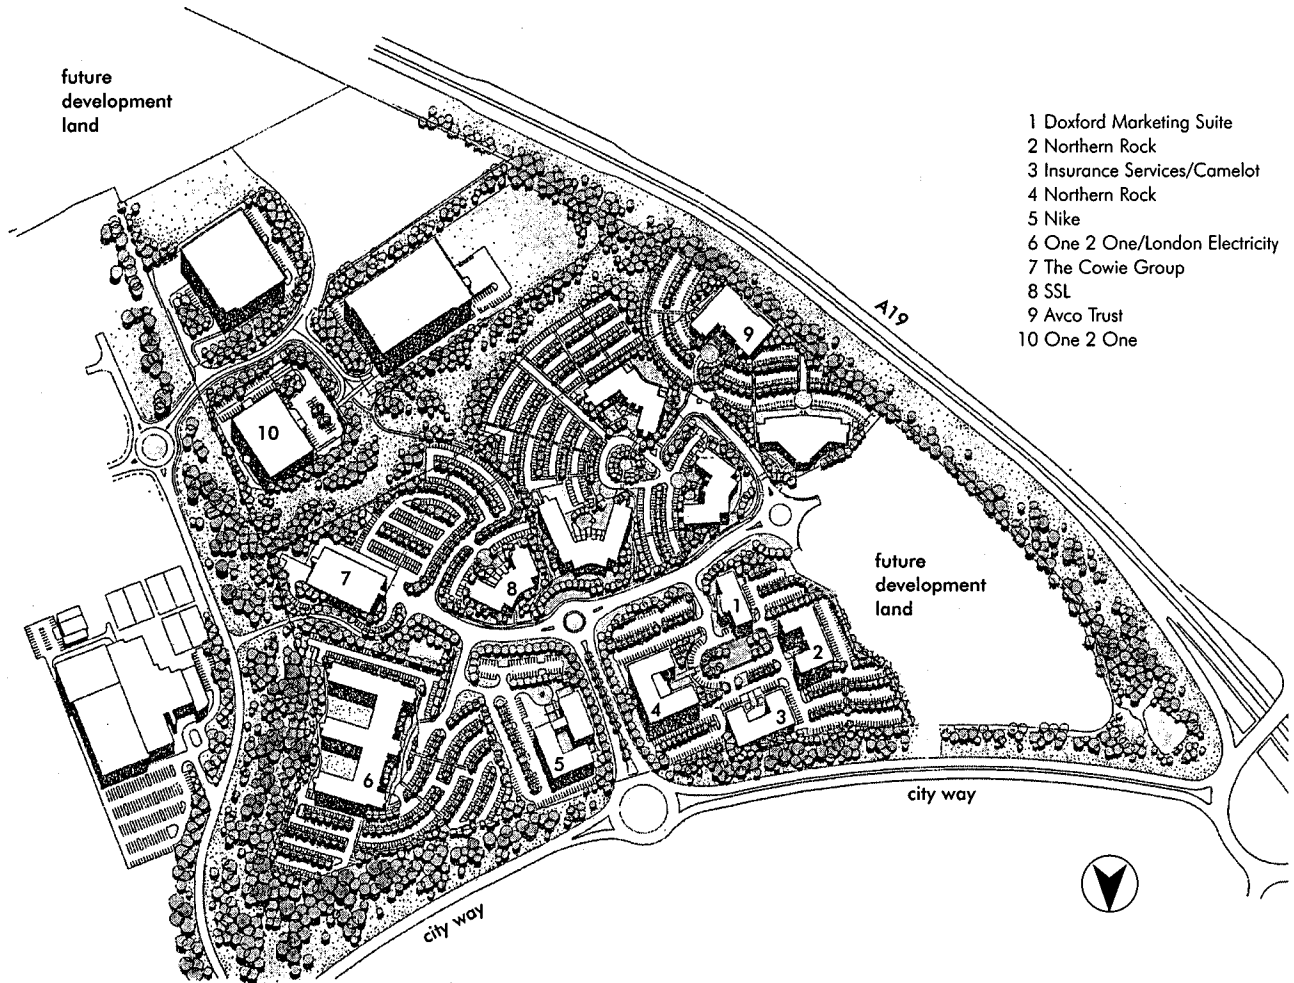 future
development
land
1 Doxford Marketing Suite
2 Northern Rock
3 Insurance Services/Camelot
4 Northern Rock
5 Nike
6 One 2 One/London Electricity
7 The Cowie Group
8 SSL
9 Avco Trust
10 One 2 One
A19
9
10
future
development
land
7
8
1
2
4
3
5
6
city way
city way